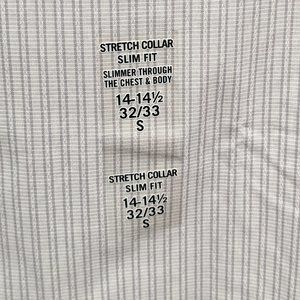 STRETCH COLLAR
SLIM FIT
SLIMMER THROUGH
THE CHEST & BODY
14-14½
32/33
S
STRETCH COLLAR
SLIM FIT
14-14½
32/33
S